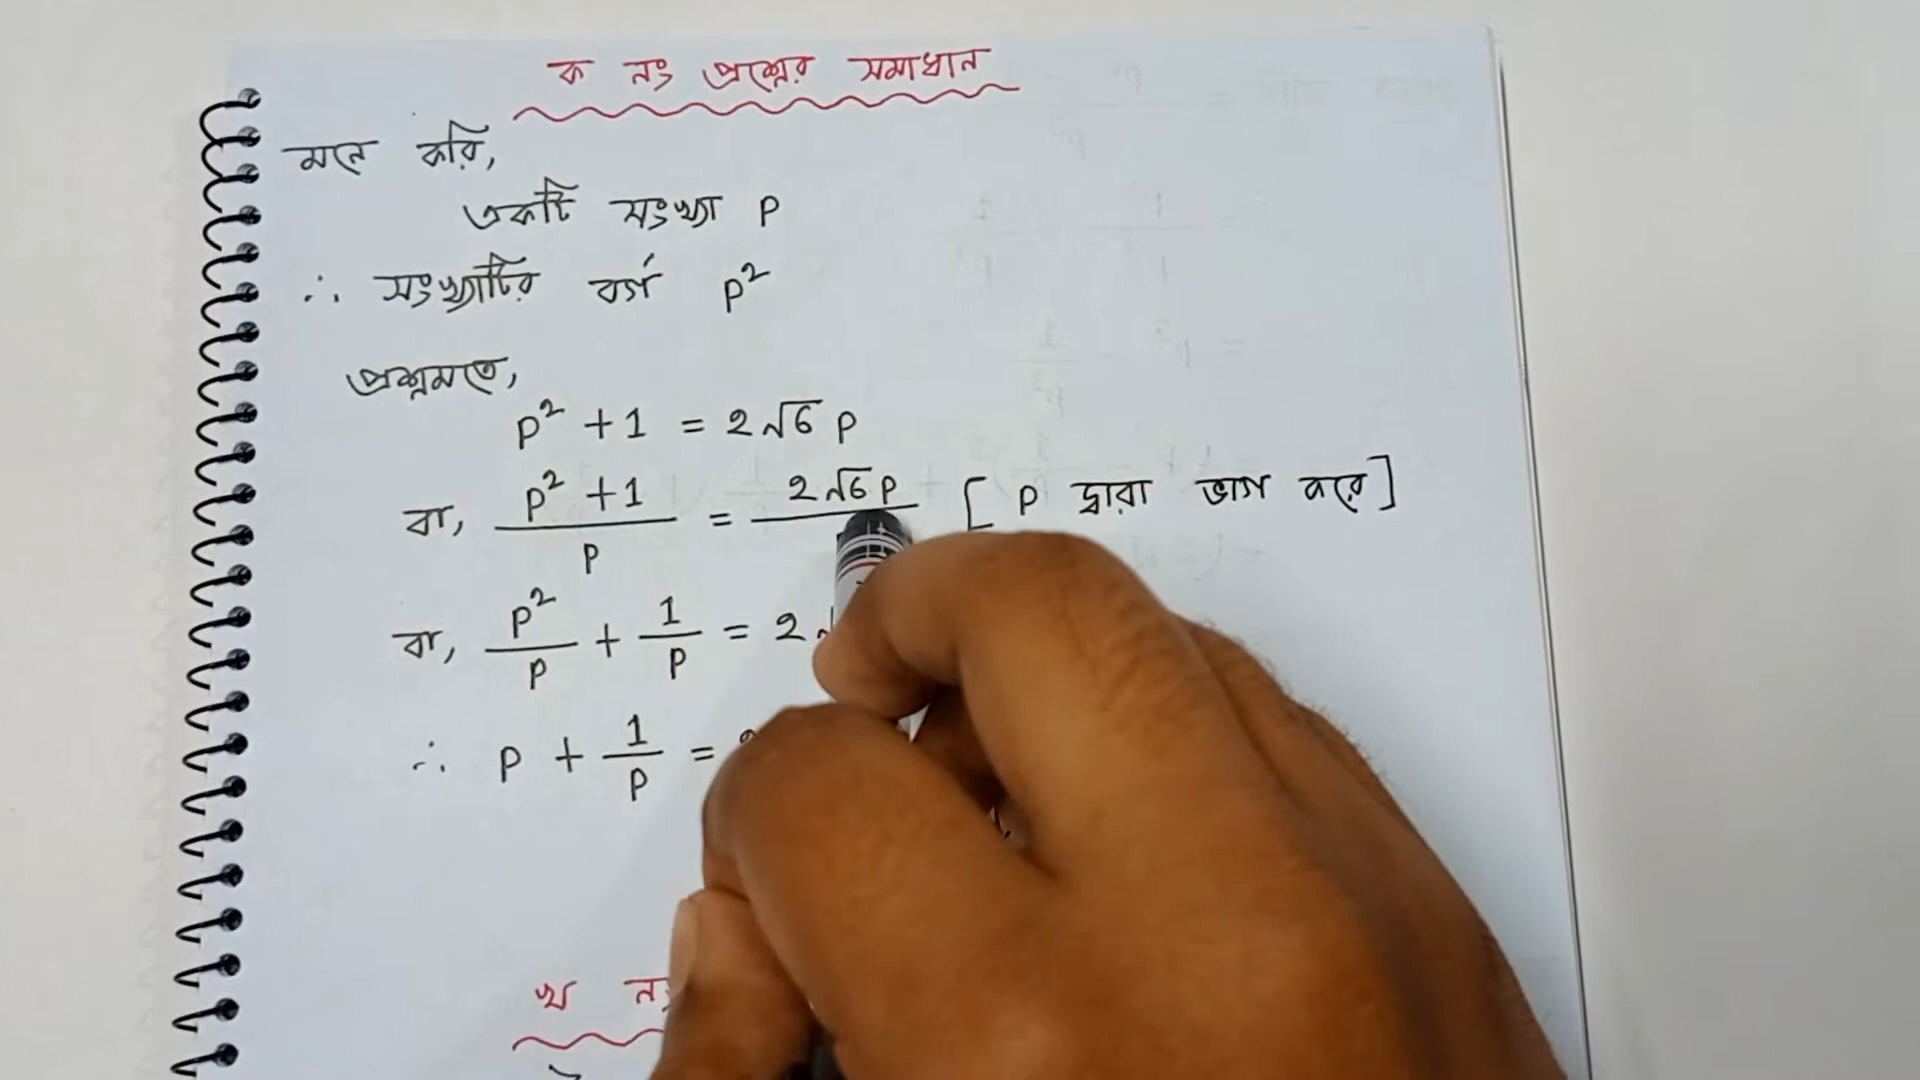 ক নং প্রশ্নের সমাধান
মনে করি,
একটি সংখ্যা P
∴ সংখ্যাটির বর্গ P²
প্রশ্নমতে,
P² + 1 = 2√6 P
বা, (P² + 1)/P = 2√6 P [ P দ্বারা ভাগ করে ]
বা, P²/P + 1/P = 2√
∴ P + 1/P =
খ নং